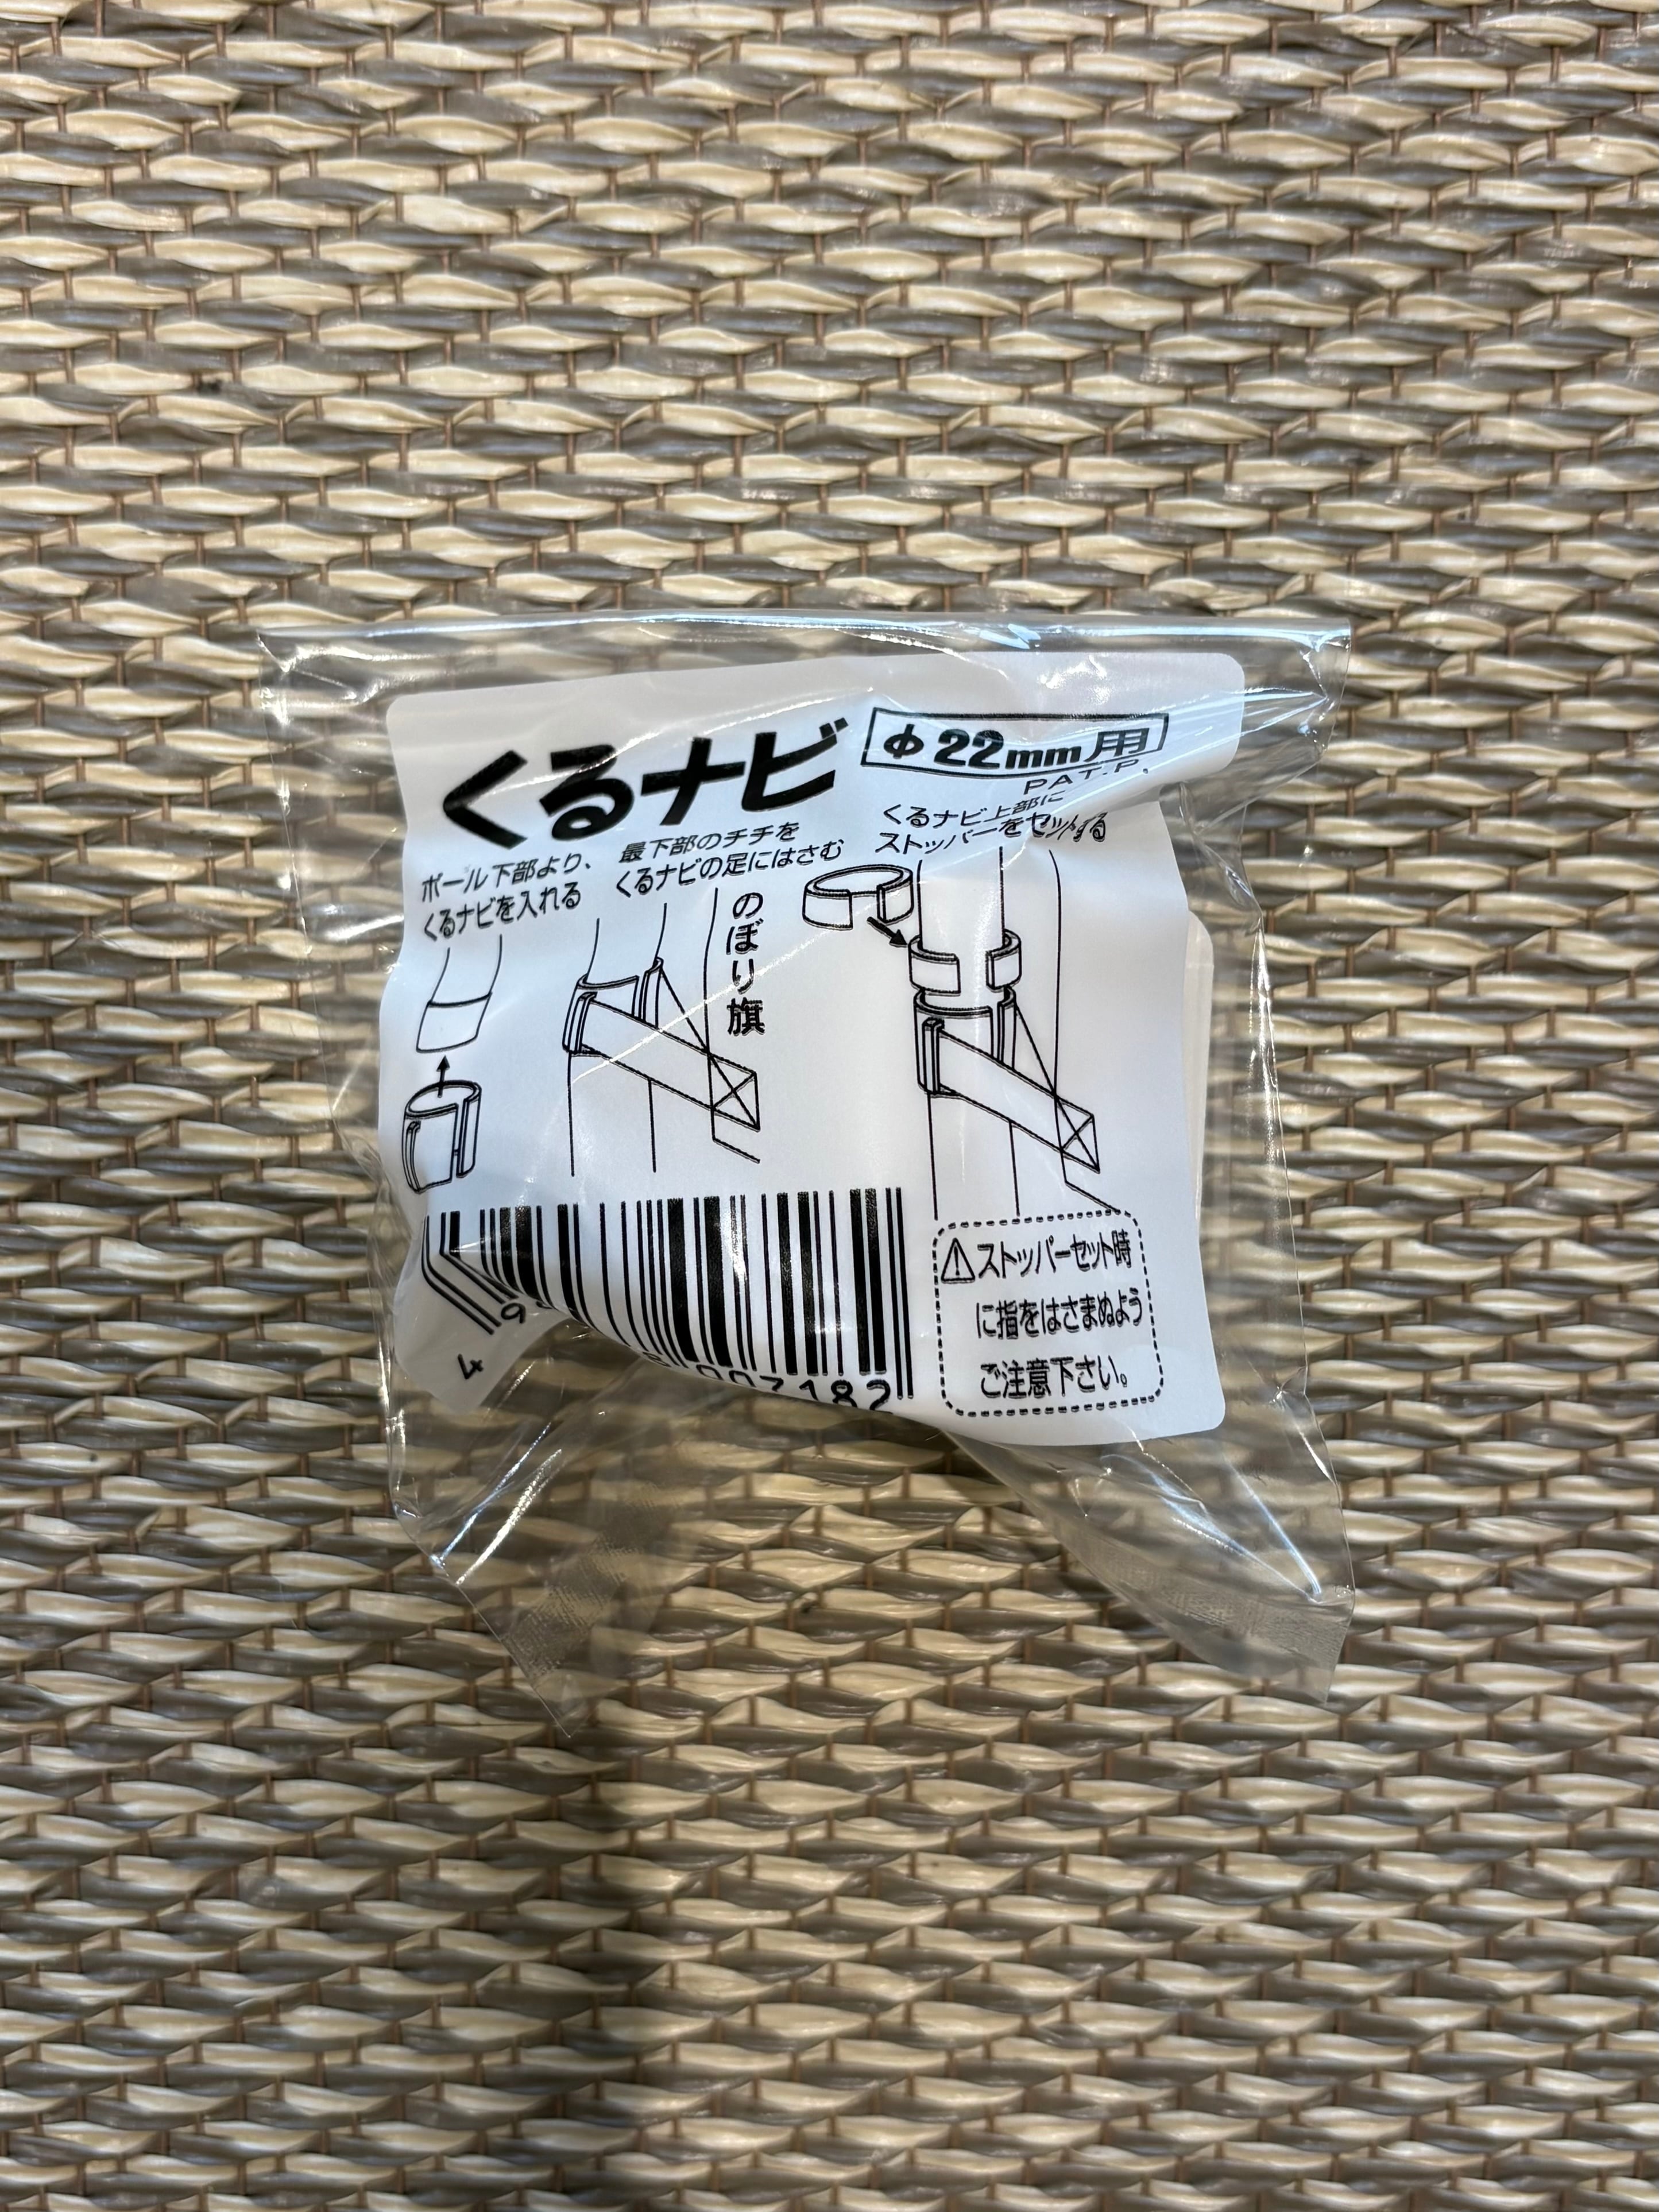 くるナビ
φ22mm用
PAT.P.
ポール下部より、
くるナビを入れる
最下部のチチを
くるナビの足にはさむ
くるナビ上部に
ストッパーをセットする
のぼり旗
⚠ストッパーセット時
に指をはさまぬよう
ご注意下さい。
4